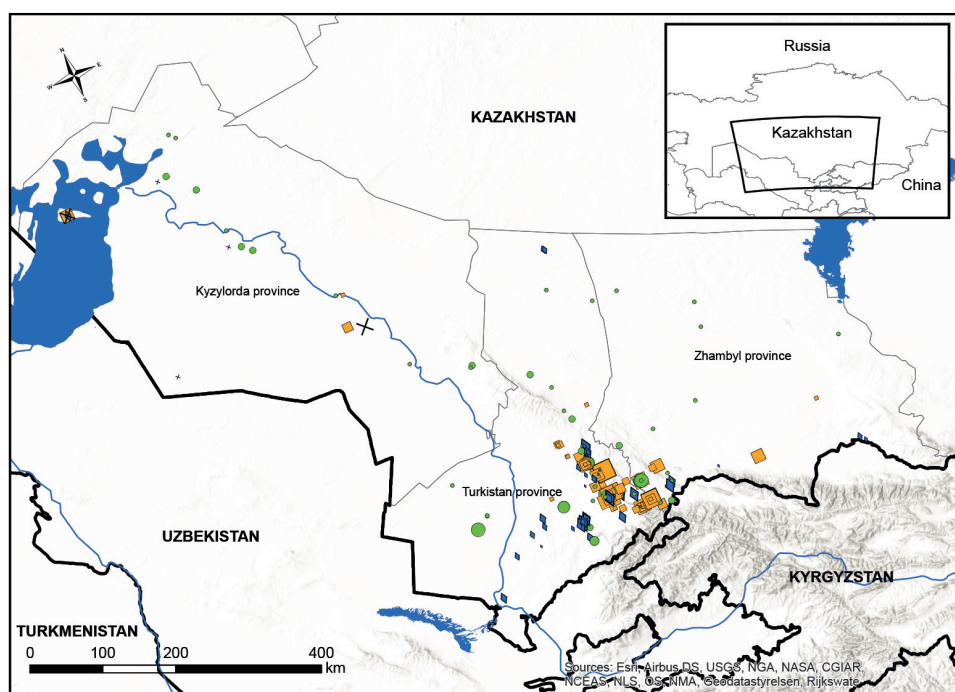 Russia
Kazakhstan
China
N
E
W
S
KAZAKHSTAN
Kyzylorda province
Zhambyl province
Turkistan province
UZBEKISTAN
KYRGYZSTAN
TURKMENISTAN
0 100 200 400
km
Sources: Esri, Airbus DS, USGS, NGA, NASA, CGIAR,
NCEAS, NLS, OS, NMA, Geodatastyrelsen, Rijkswate